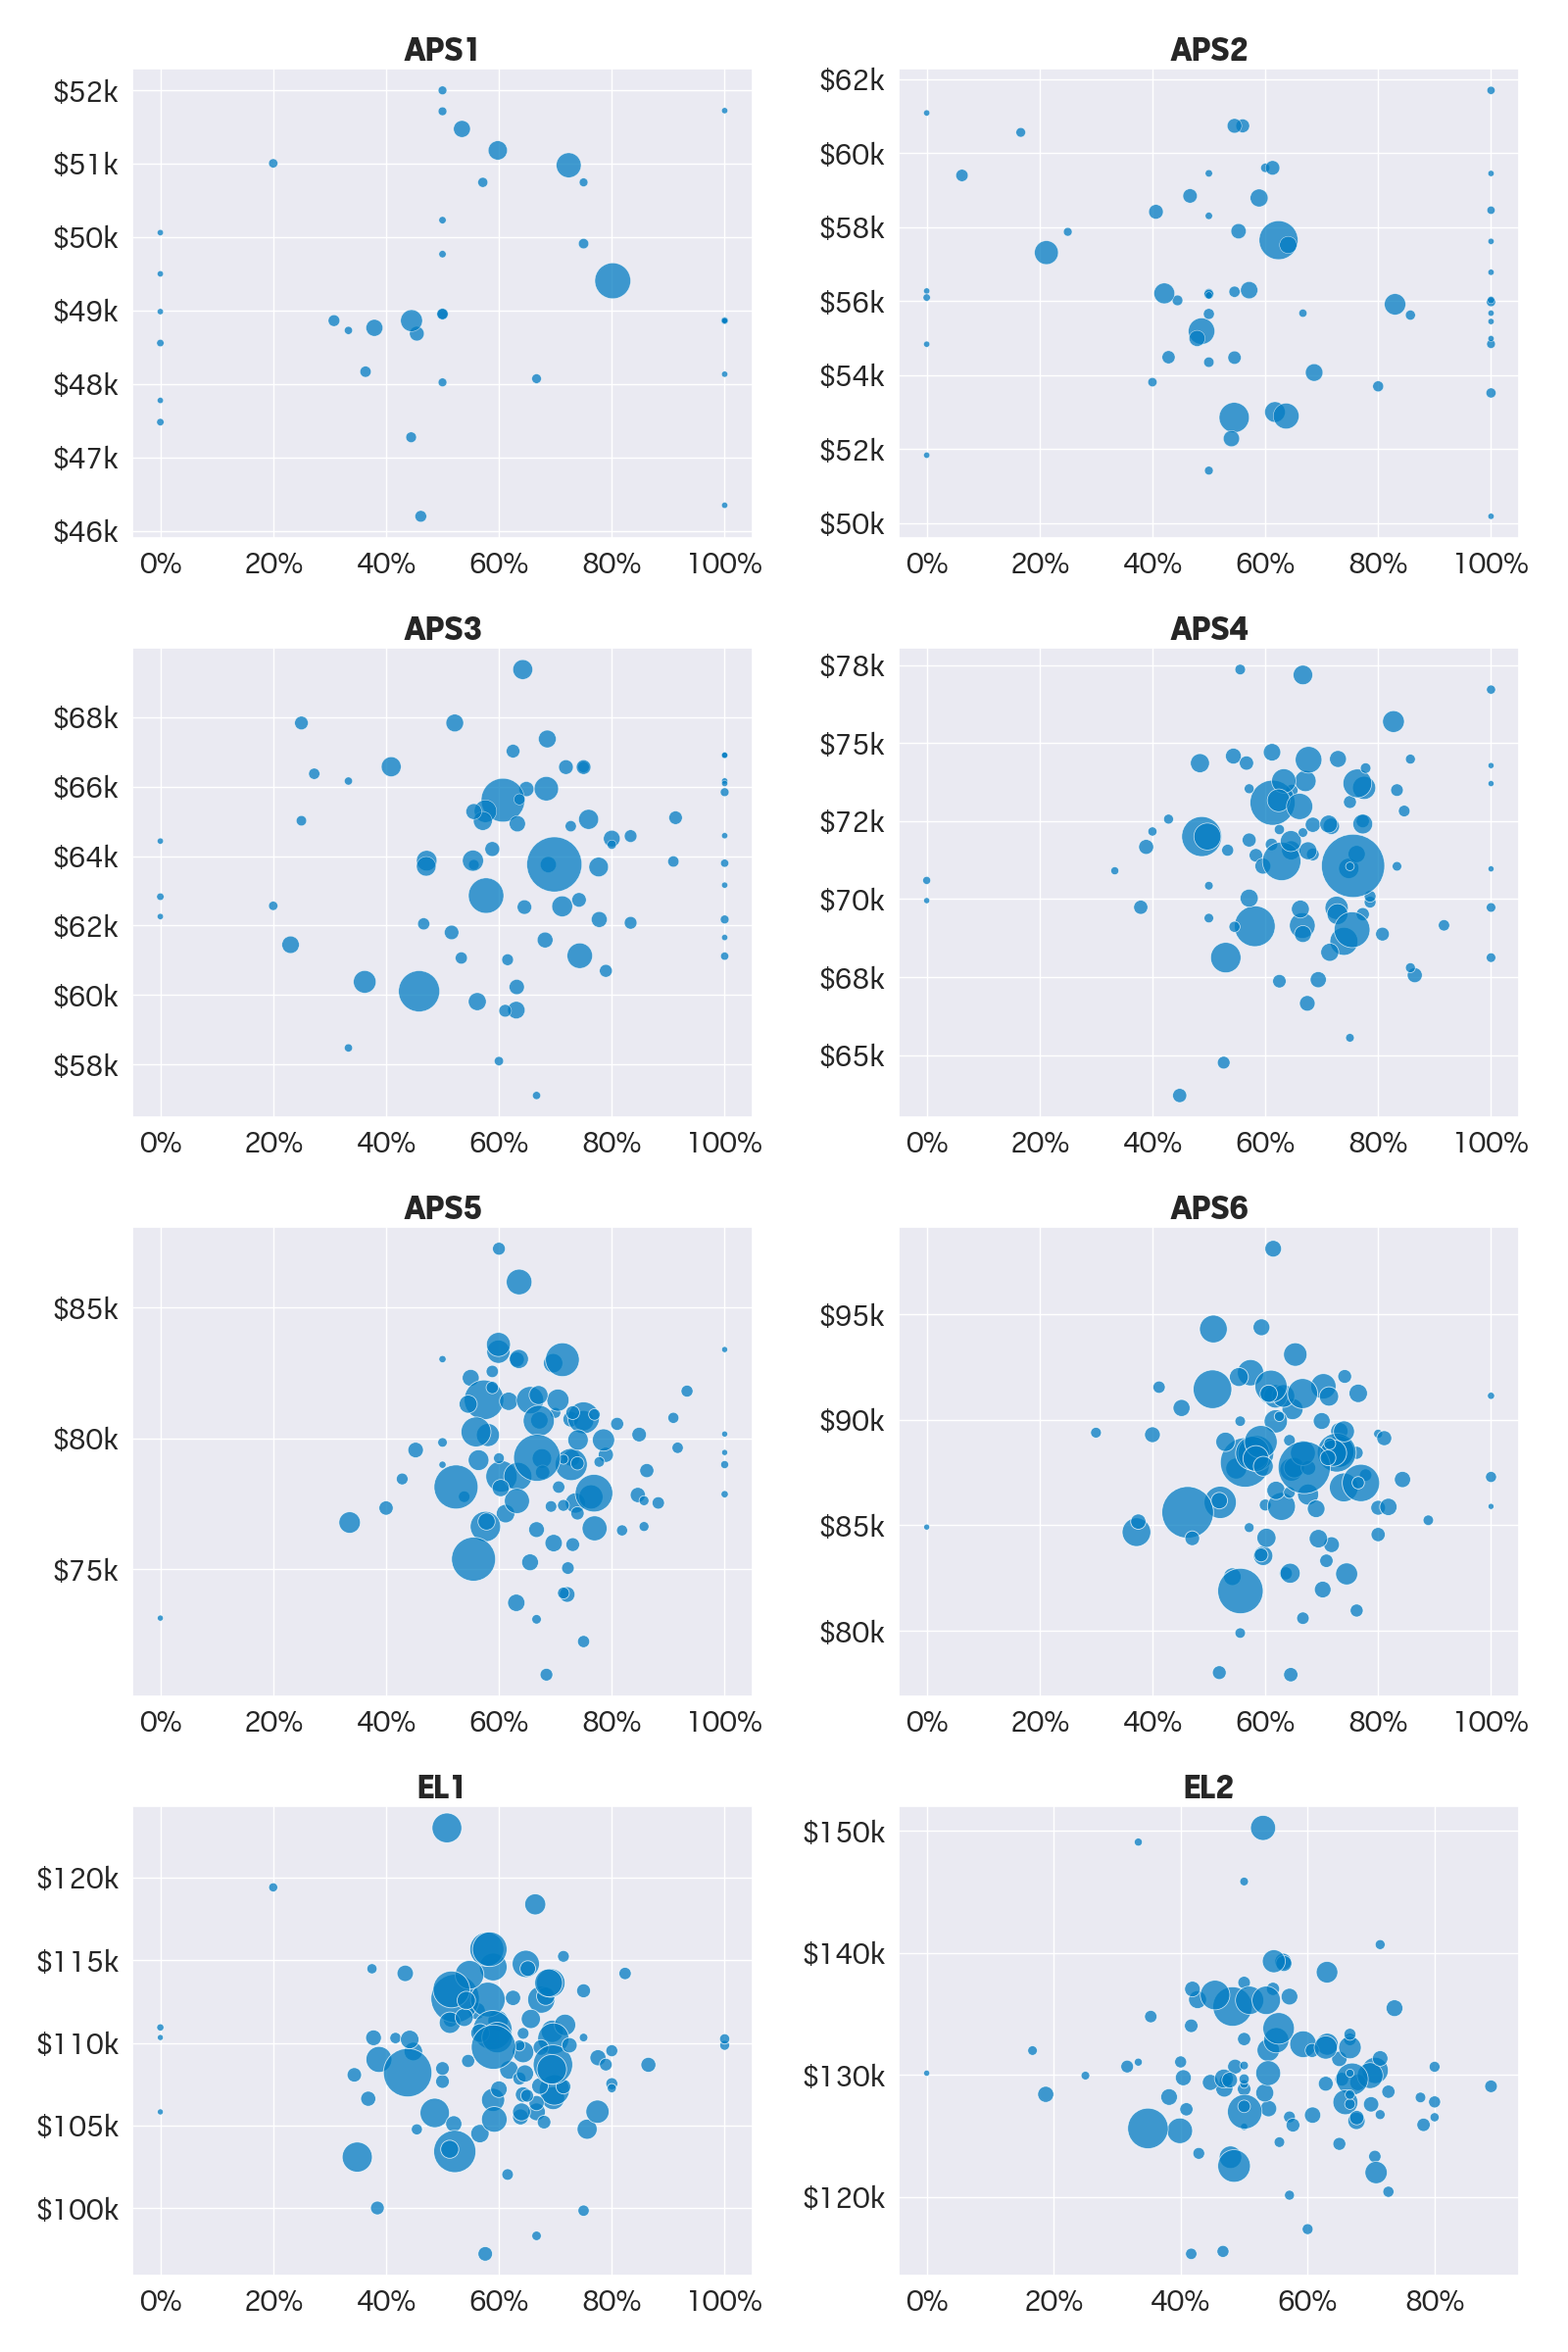 APS1
APS2
$52k
$51k
$50k
$49k
$48k
$47k
$46k
0% 20% 40% 60% 80% 100%
$62k
$60k
$58k
$56k
$54k
$52k
$50k
0% 20% 40% 60% 80% 100%
APS3
APS4
$68k
$66k
$64k
$62k
$60k
$58k
0% 20% 40% 60% 80% 100%
$78k
$75k
$72k
$70k
$68k
$65k
0% 20% 40% 60% 80% 100%
APS5
APS6
$85k
$80k
$75k
0% 20% 40% 60% 80% 100%
$95k
$90k
$85k
$80k
0% 20% 40% 60% 80% 100%
EL1
EL2
$120k
$115k
$110k
$105k
$100k
0% 20% 40% 60% 80% 100%
$150k
$140k
$130k
$120k
0% 20% 40% 60% 80%